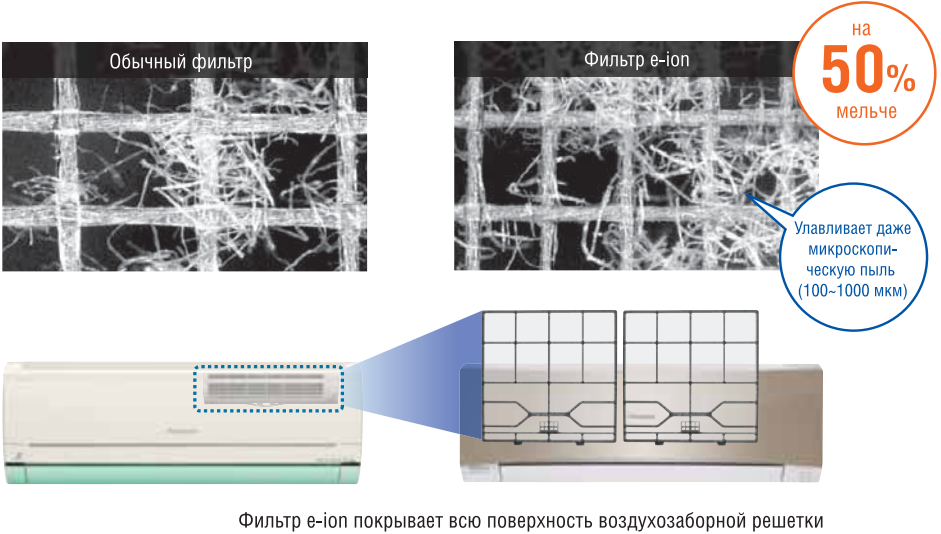 Обычный фильтр
Фильтр e-ion
на
50%
мельче
Улавливает даже
микроскопи-
ческую пыль
(100~1000 мкм)
Фильтр e-ion покрывает всю поверхность воздухозаборной решетки